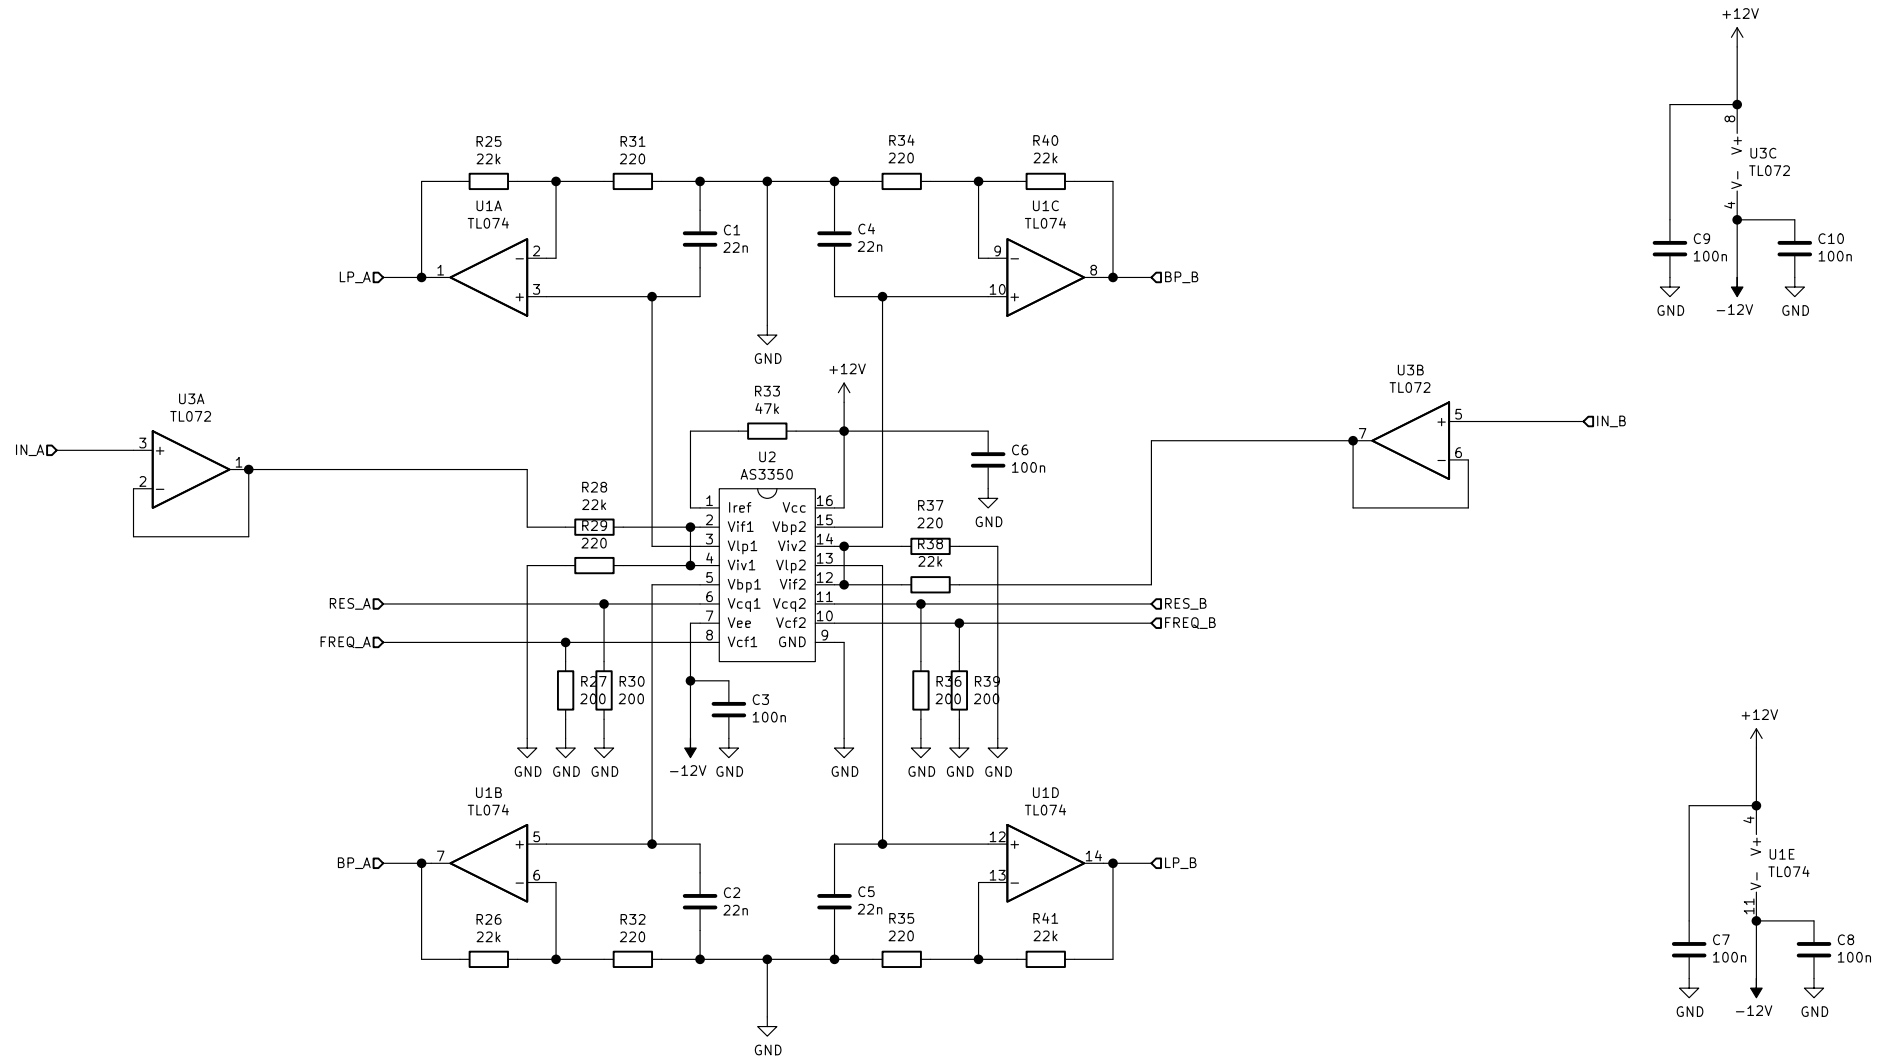 +12V
8
V+
U3C
TL072
V-
4
C9
100n
C10
100n
GND
-12V
GND
R25
22k
R31
220
R34
220
R40
22k
U1A
TL074
U1C
TL074
C1
22n
C4
22n
2
-
3
+
1
LP_A
9
-
10
+
8
BP_B
GND
+12V
R33
47k
U3A
TL072
IN_A
3
+
2
-
1
U3B
TL072
5
+
6
-
7
IN_B
C6
100n
GND
U2
AS3350
1 Iref Vcc 16
2 Vif1 Vbp2 15
3 Vlp1 Viv2 14
4 Viv1 Vlp2 13
5 Vbp1 Vif2 12
6 Vcq1 Vcq2 11
7 Vee Vcf2 10
8 Vcf1 GND 9
R28
22k
R29
220
R37
220
R38
22k
RES_A
FREQ_A
RES_B
FREQ_B
R27
200
R30
200
C3
100n
R36
200
R39
200
GND
GND
GND
-12V
GND
GND
GND
GND
GND
U1B
TL074
U1D
TL074
5
+
6
-
7
BP_A
12
+
13
-
14
LP_B
C2
22n
C5
22n
R26
22k
R32
220
R35
220
R41
22k
GND
+12V
4
V+
U1E
TL074
V-
11
C7
100n
C8
100n
GND
-12V
GND